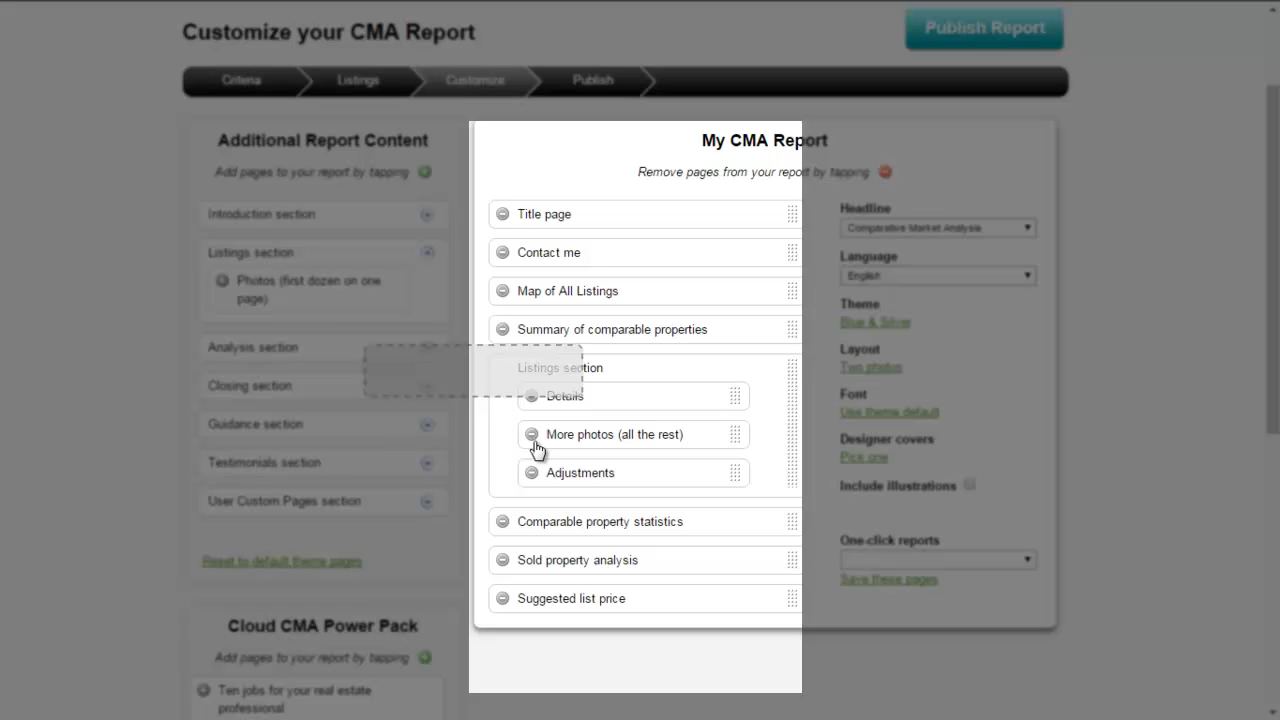 Customize your CMA Report
Publish Report
Criteria
Listings
Customize
Publish
Additional Report Content
Add pages to your report by tapping
Introduction section
Listings section
Photos (first dozen on one
page)
Analysis section
Closing section
Guidance section
Testimonials section
User Custom Pages section
Reset to default theme pages
Cloud CMA Power Pack
Add pages to your report by tapping
Ten jobs for your real estate
professional
My CMA Report
Remove pages from your report by tapping
Title page
Contact me
Map of All Listings
Summary of comparable properties
Listings section
Details
More photos (all the rest)
Adjustments
Comparable property statistics
Sold property analysis
Suggested list price
Headline
Comparative Market Analysis
Language
English
Theme
Blue & Silver
Layout
Two photos
Font
Use theme default
Designer covers
Pick one
Include illustrations
One-click reports
Save these pages